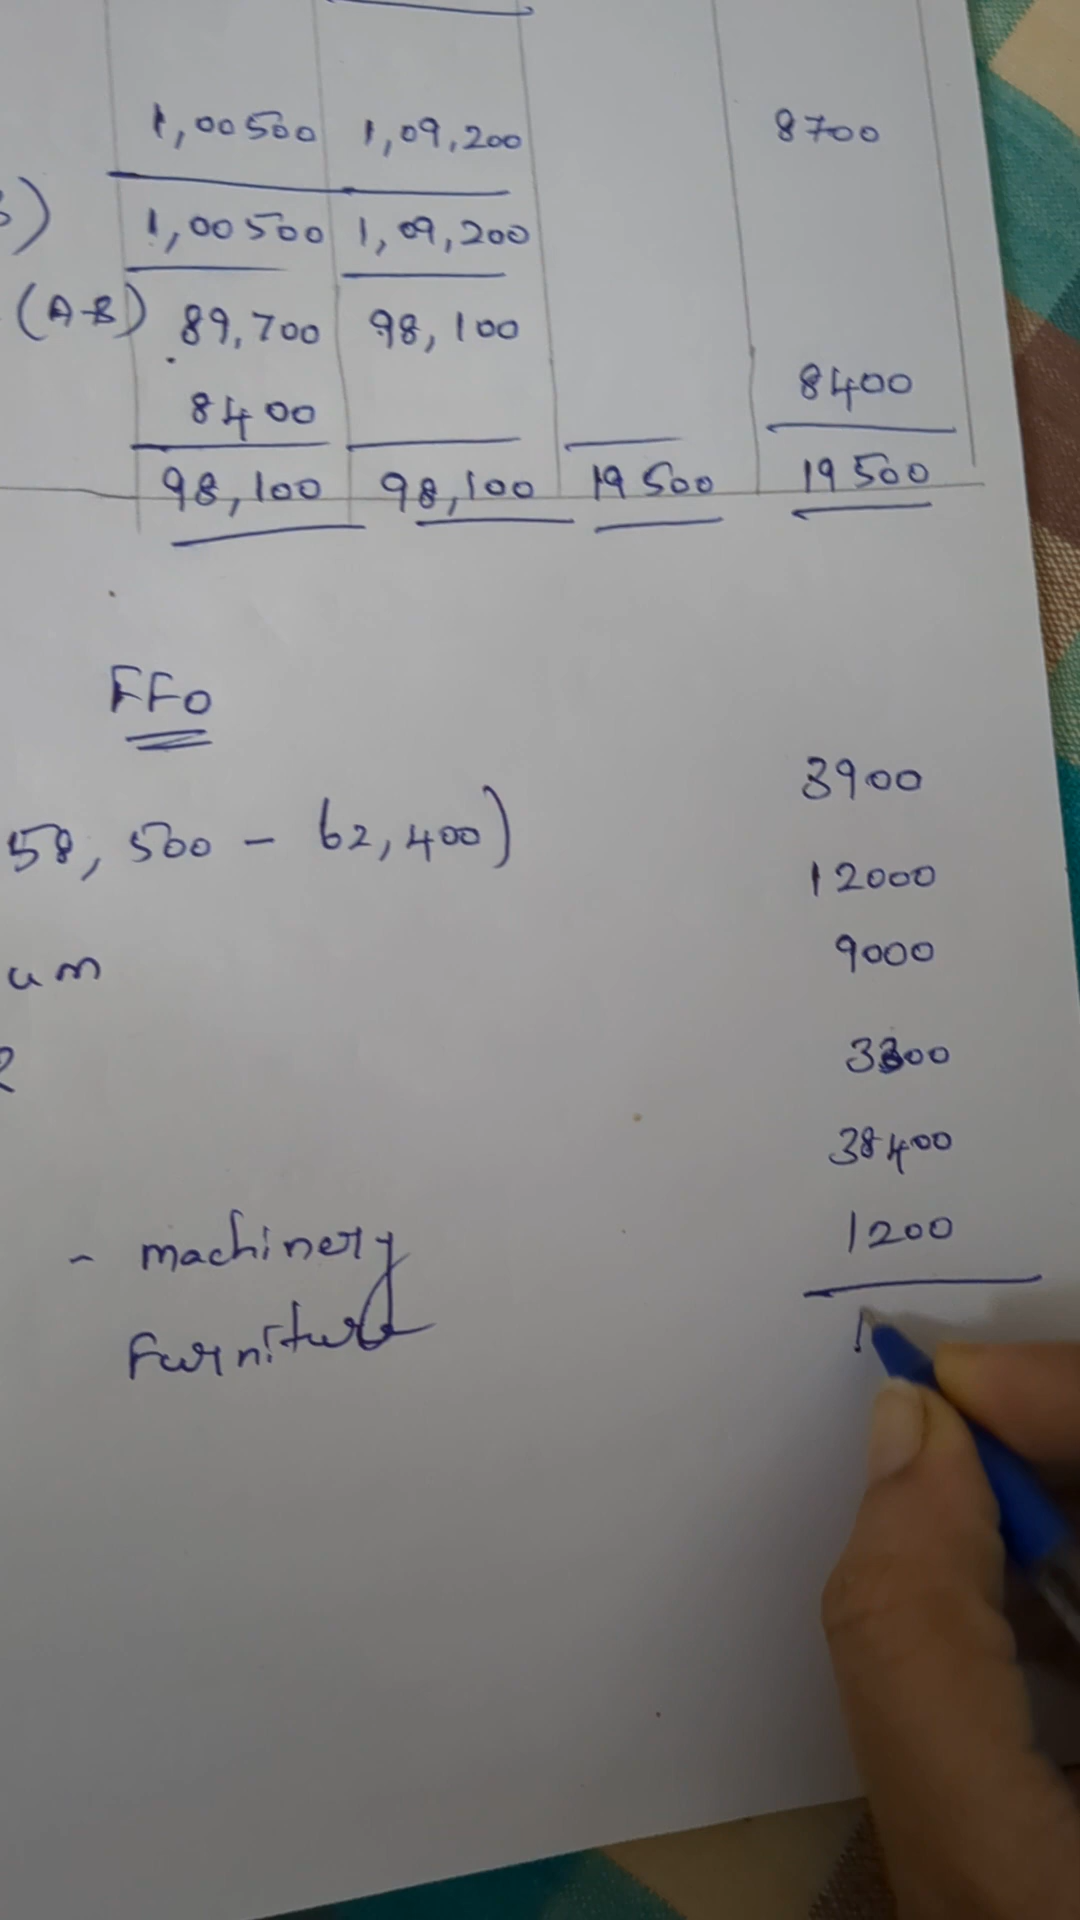 1,00500 1,09,200 8700
) 1,00500 1,09,200
(A-B) 89,700 98,100
8400 8400
98,100 98,100 19500 19500
FFO
3900
58,500 - 62,400)
12000
um 9000
3300
38400
- machinery 1200
Furniture